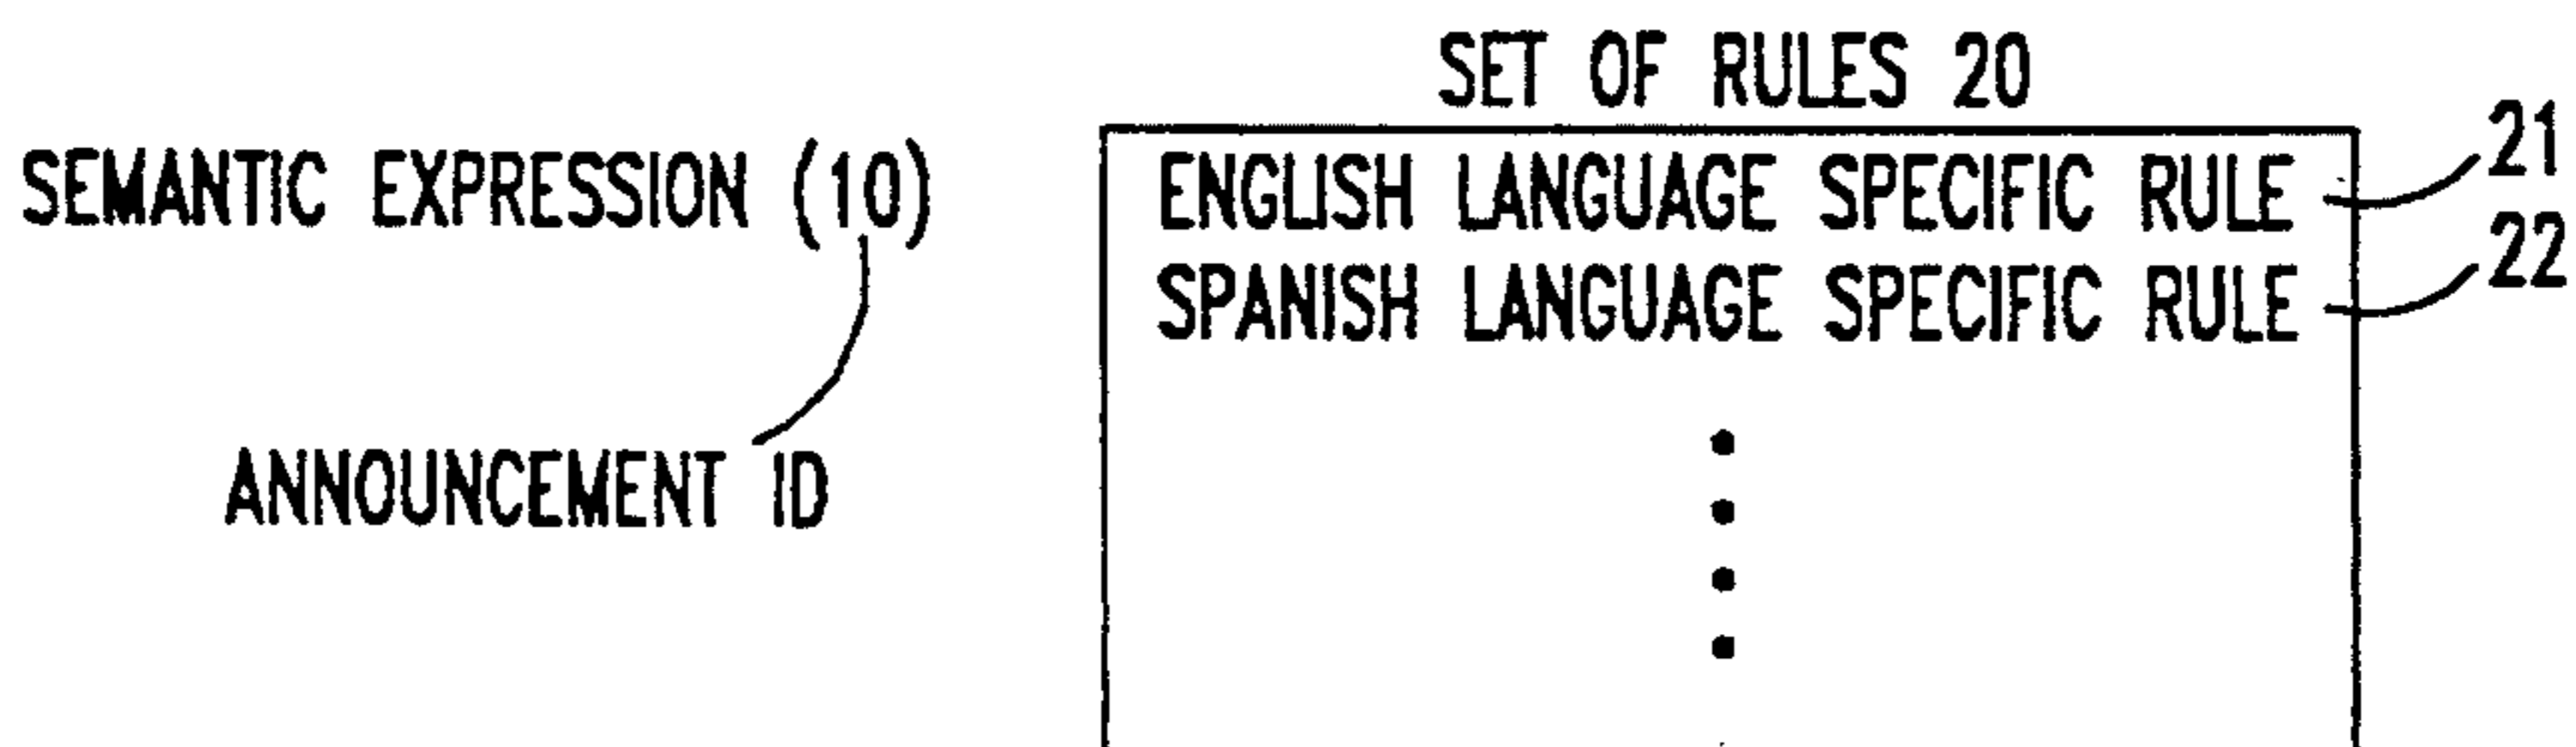 SET OF RULES 20
SEMANTIC EXPRESSION (10)
ANNOUNCEMENT ID
ENGLISH LANGUAGE SPECIFIC RULE 21
SPANISH LANGUAGE SPECIFIC RULE 22